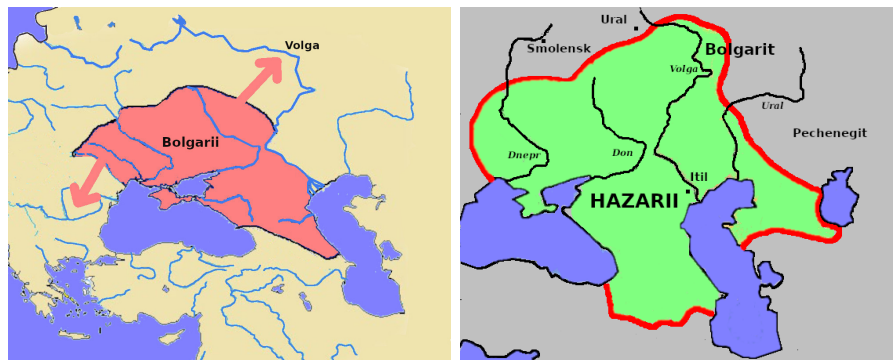 Volga
Bolgarii
Ural
Smolensk
Bolgarit
Volga
Ural
Pechenegit
Dnepr
Don
Itil
HAZARII